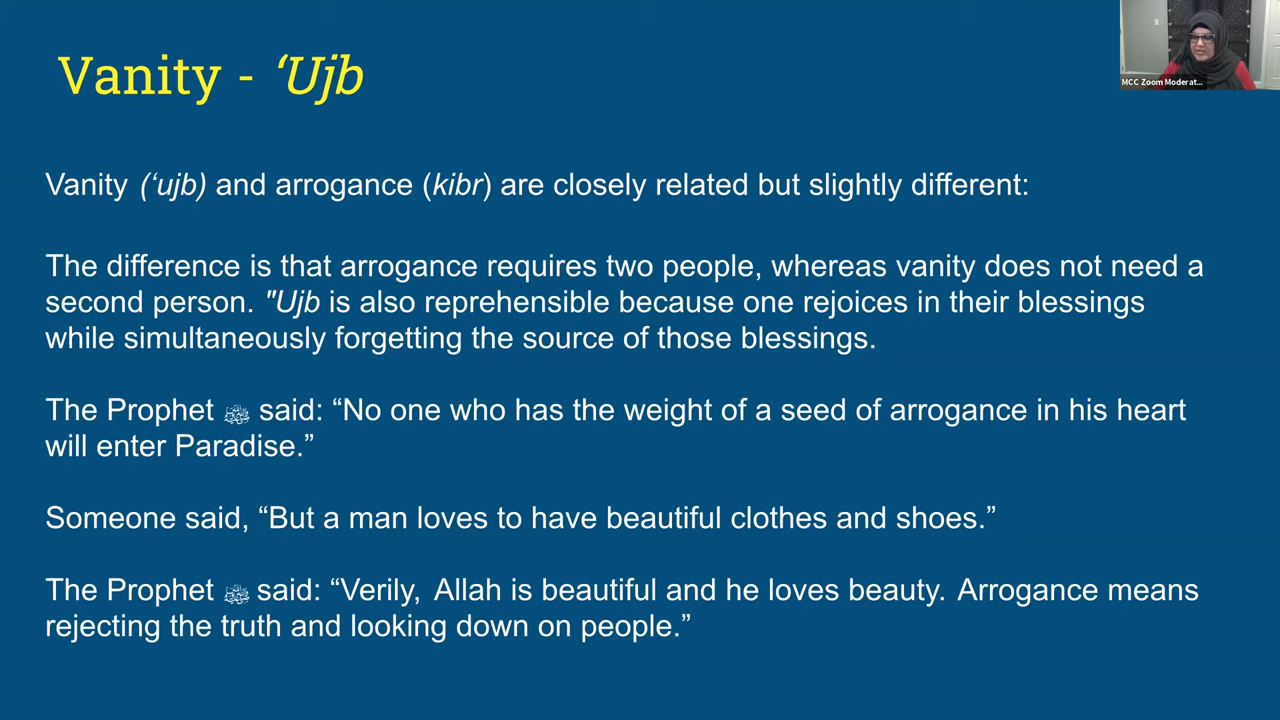 Vanity - ‘Ujb
MCC Zoom Moderat...
Vanity (‘ujb) and arrogance (kibr) are closely related but slightly different:
The difference is that arrogance requires two people, whereas vanity does not need a
second person. "Ujb is also reprehensible because one rejoices in their blessings
while simultaneously forgetting the source of those blessings.
The Prophet ﷺ said: “No one who has the weight of a seed of arrogance in his heart
will enter Paradise.”
Someone said, “But a man loves to have beautiful clothes and shoes.”
The Prophet ﷺ said: “Verily, Allah is beautiful and he loves beauty. Arrogance means
rejecting the truth and looking down on people.”